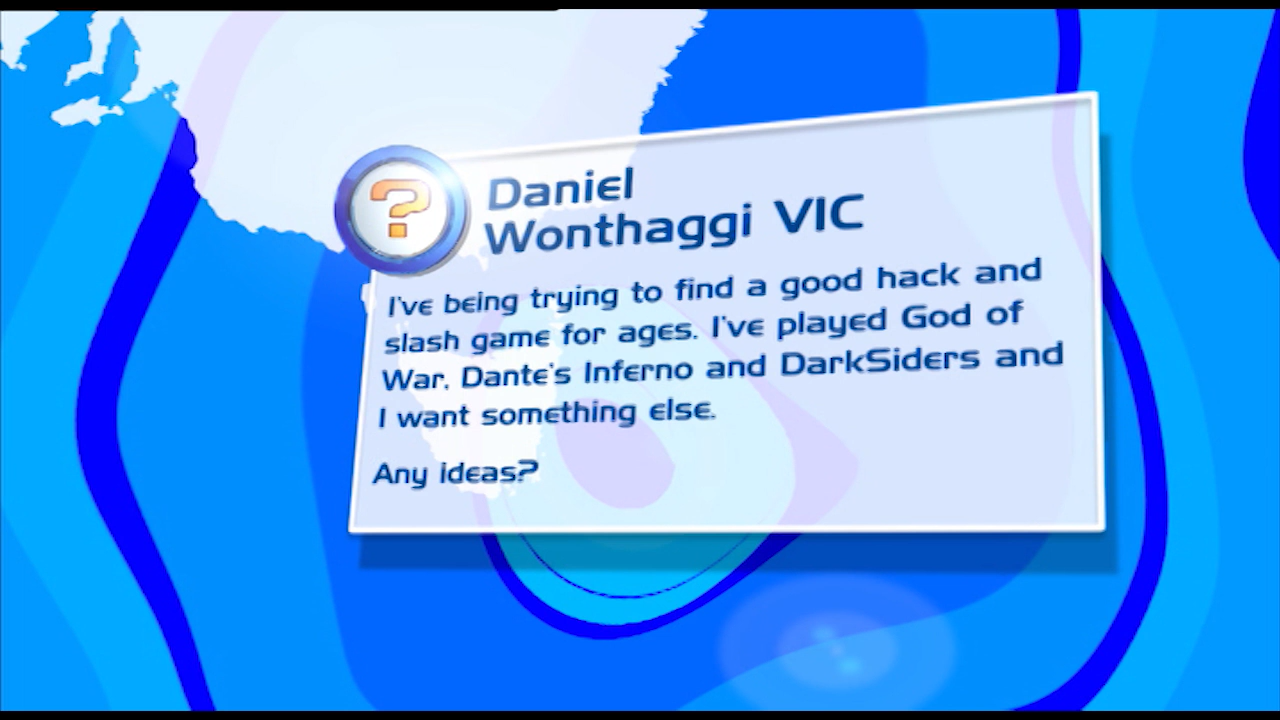 ?
Daniel
Wonthaggi VIC
I've being trying to find a good hack and
slash game for ages. I've played God of
War, Dante's Inferno and DarkSiders and
I want something else.
Any ideas?